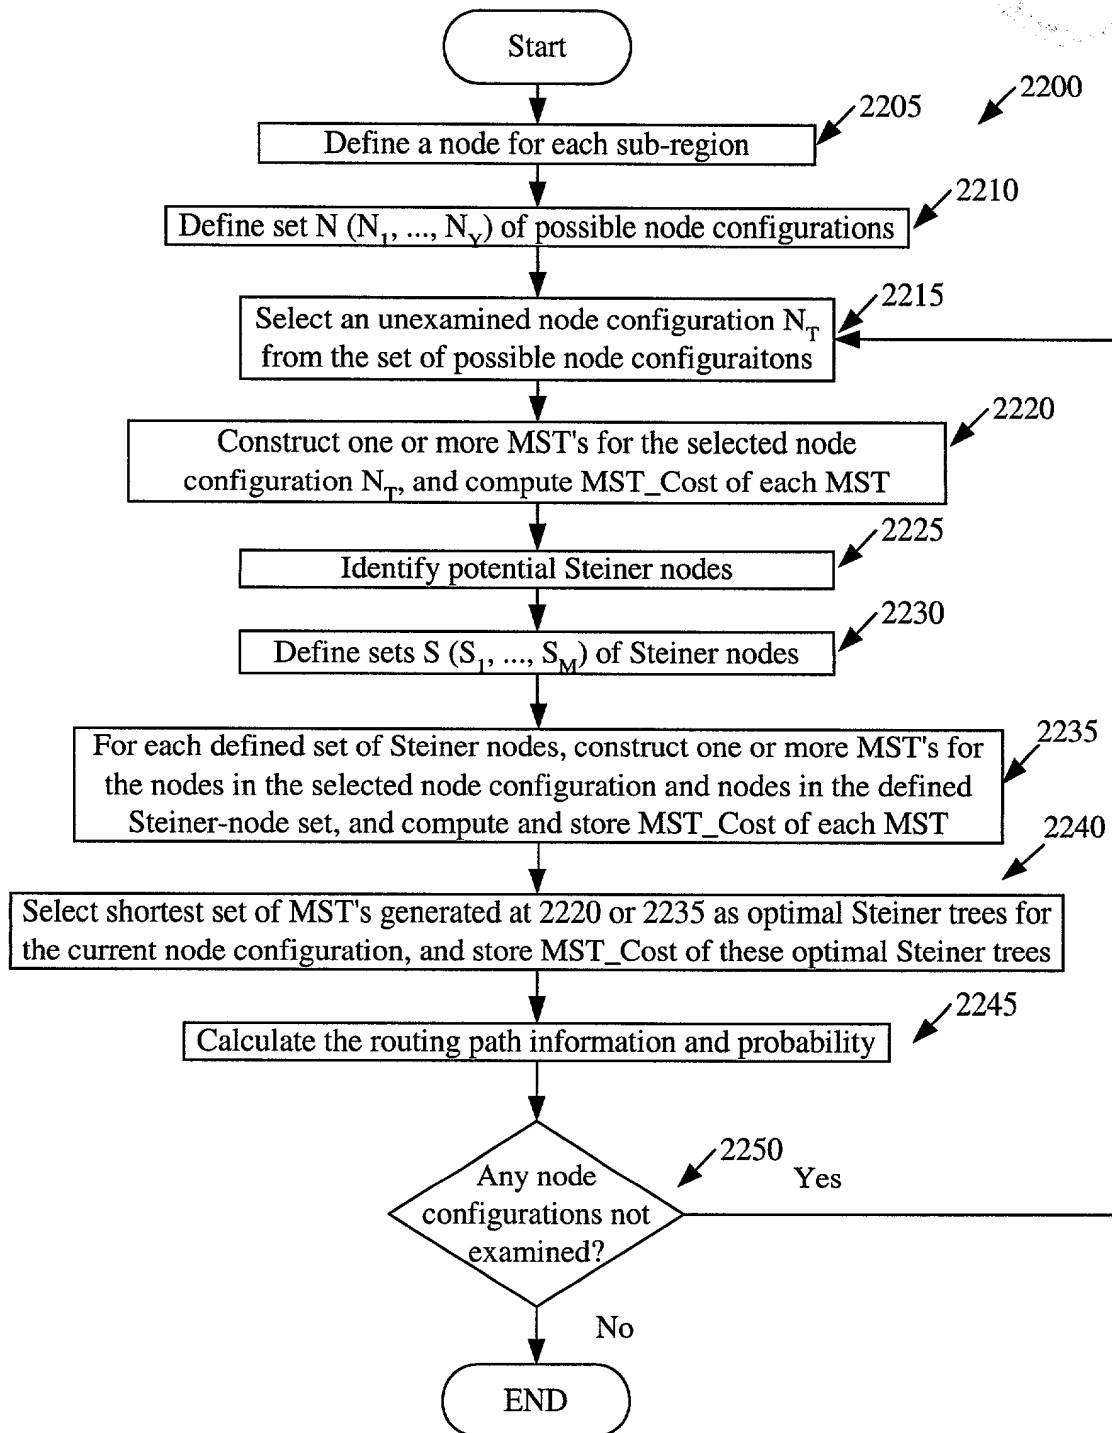 Start
2200
2205
Define a node for each sub-region
2210
Define set N (N₁, ..., N_Y) of possible node configurations
2215
Select an unexamined node configuration N_T
from the set of possible node configuraitons
2220
Construct one or more MST's for the selected node
configuration N_T, and compute MST_Cost of each MST
2225
Identify potential Steiner nodes
2230
Define sets S (S₁, ..., S_M) of Steiner nodes
2235
For each defined set of Steiner nodes, construct one or more MST's for
the nodes in the selected node configuration and nodes in the defined
Steiner-node set, and compute and store MST_Cost of each MST
2240
Select shortest set of MST's generated at 2220 or 2235 as optimal Steiner trees for
the current node configuration, and store MST_Cost of these optimal Steiner trees
2245
Calculate the routing path information and probability
2250
Any node
configurations not
examined?
Yes
No
END